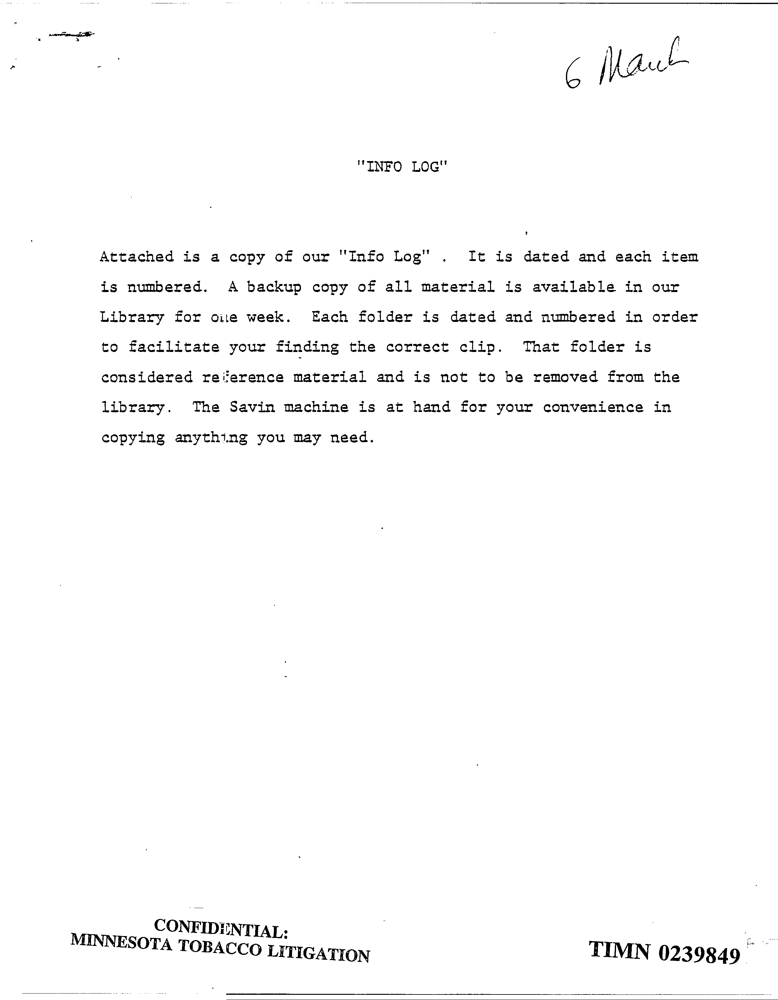 6 March
"INFO LOG"
Attached is a copy of our "Info Log" . It is dated and each item
is numbered. A backup copy of all material is available in our
Library for one week. Each folder is dated and numbered in order
to facilitate your finding the correct clip. That folder is
considered reference material and is not to be removed from the
library. The Savin machine is at hand for your convenience in
copying anything you may need.
CONFIDENTIAL:
MINNESOTA TOBACCO LITIGATION
TIMN 0239849